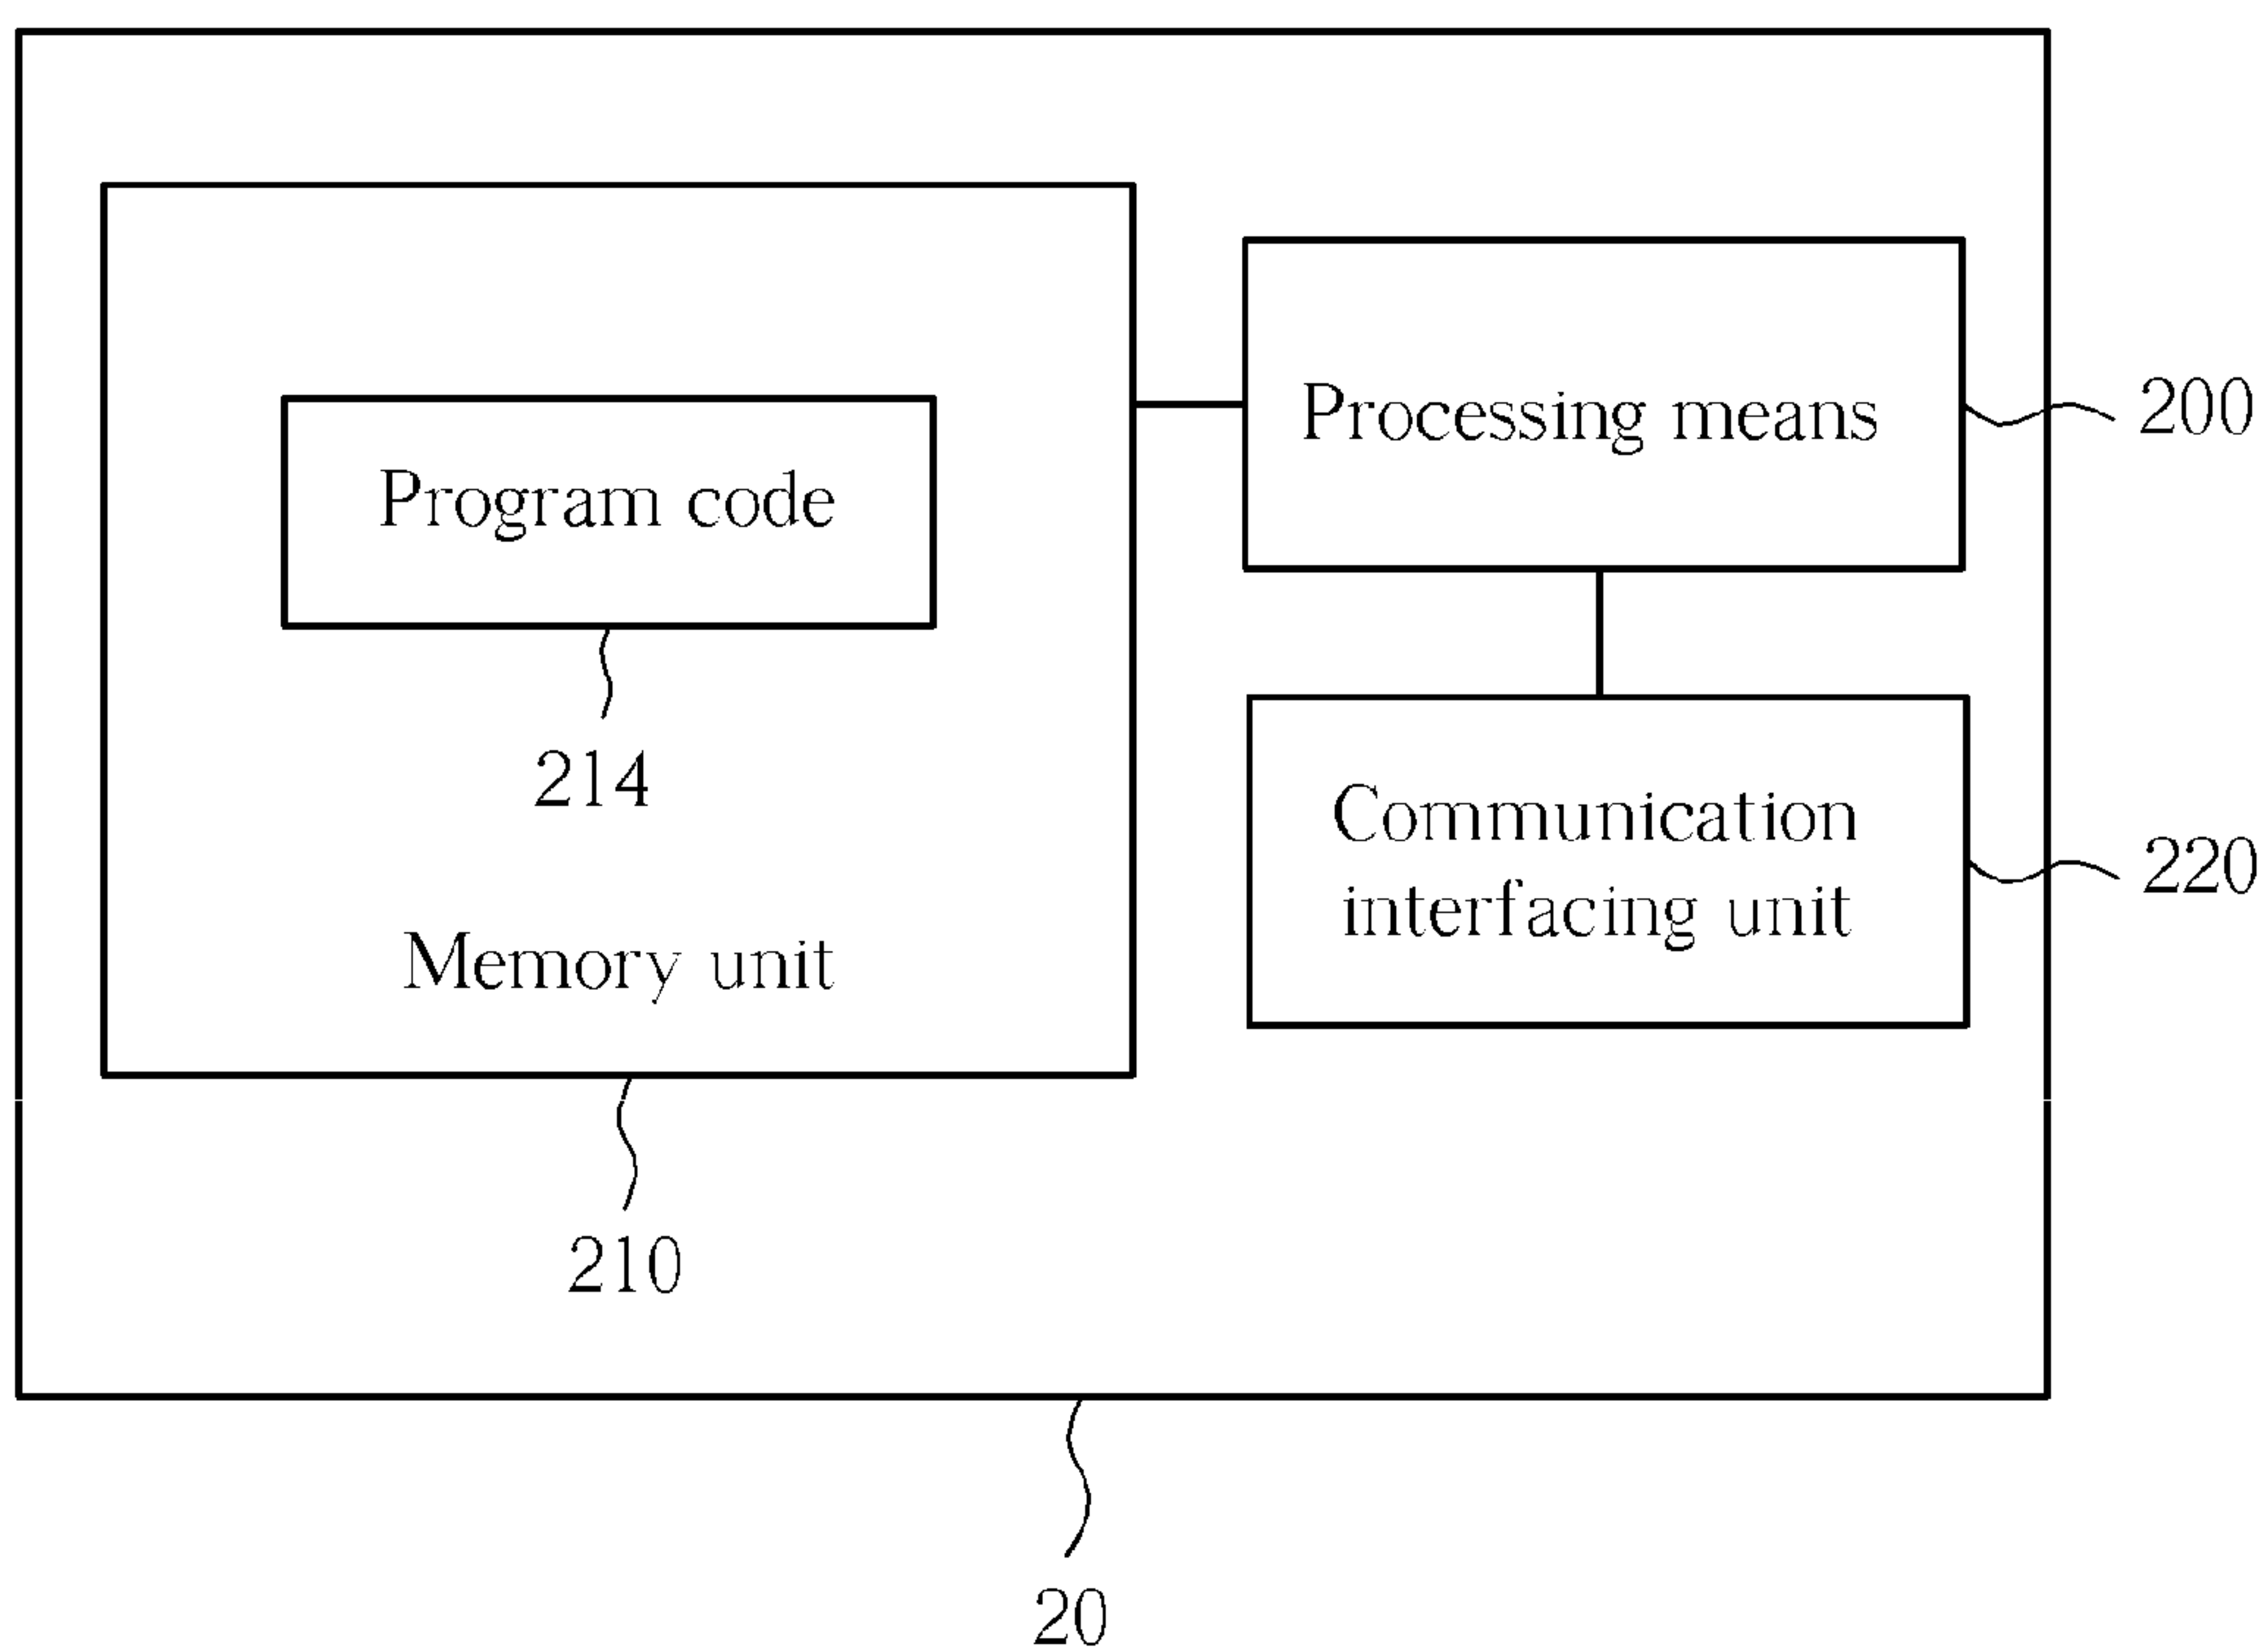 Processing means
200
Program code
214
Communication
interfacing unit
220
Memory unit
210
20